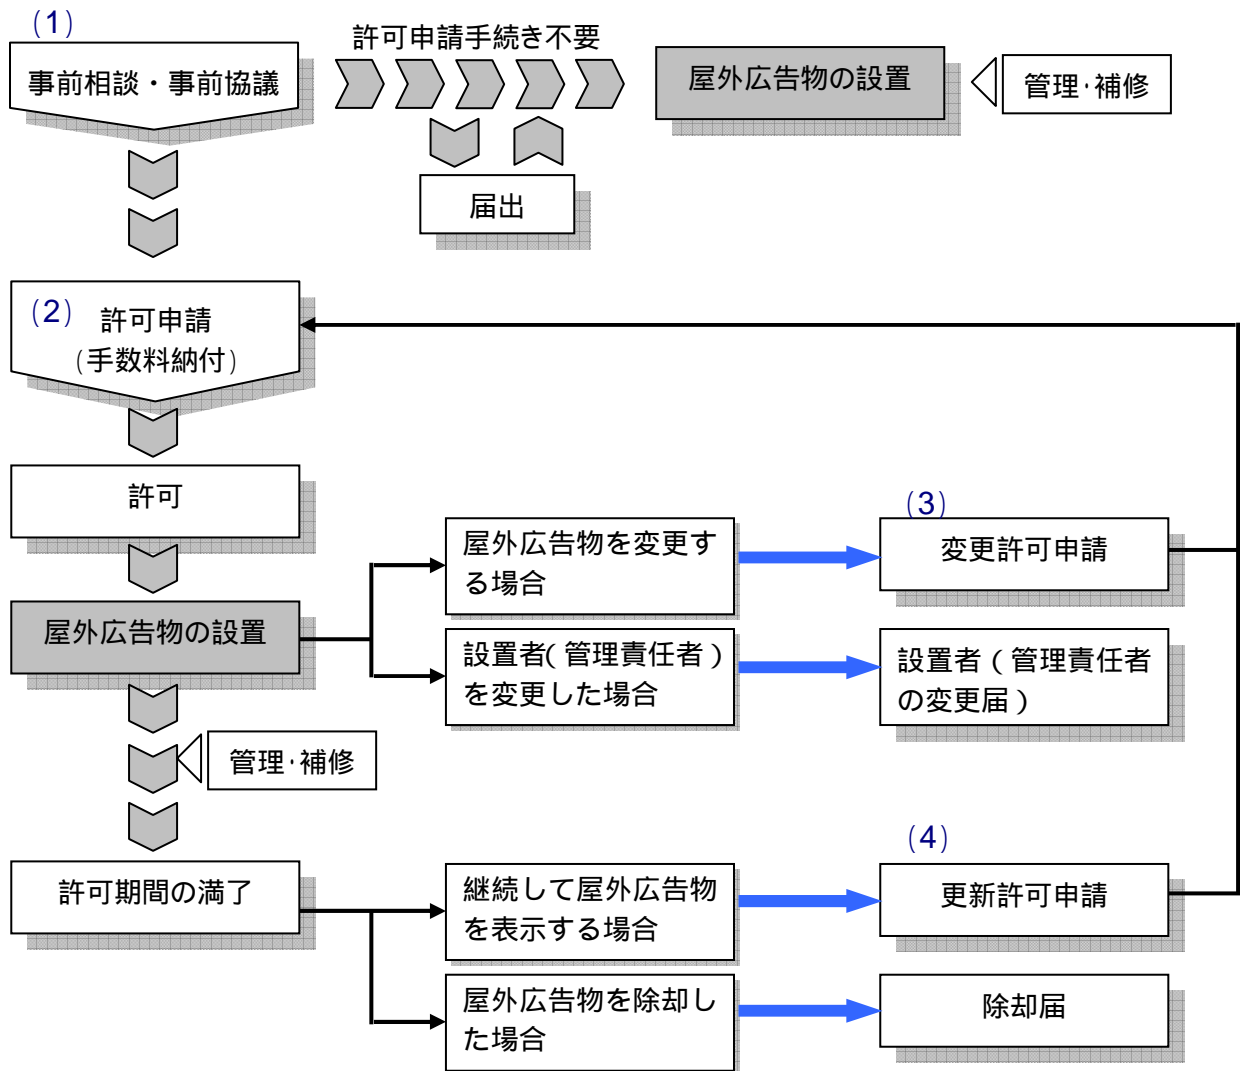 (1)
事前相談・事前協議
許可申請手続き不要
屋外広告物の設置
管理・補修
届出
(2)
許可申請
(手数料納付)
許可
屋外広告物の設置
管理・補修
許可期間の満了
屋外広告物を変更す
る場合
(3)
変更許可申請
設置者(管理責任者)
を変更した場合
設置者(管理責任者
の変更届)
継続して屋外広告物
を表示する場合
(4)
更新許可申請
屋外広告物を除却し
た場合
除却届